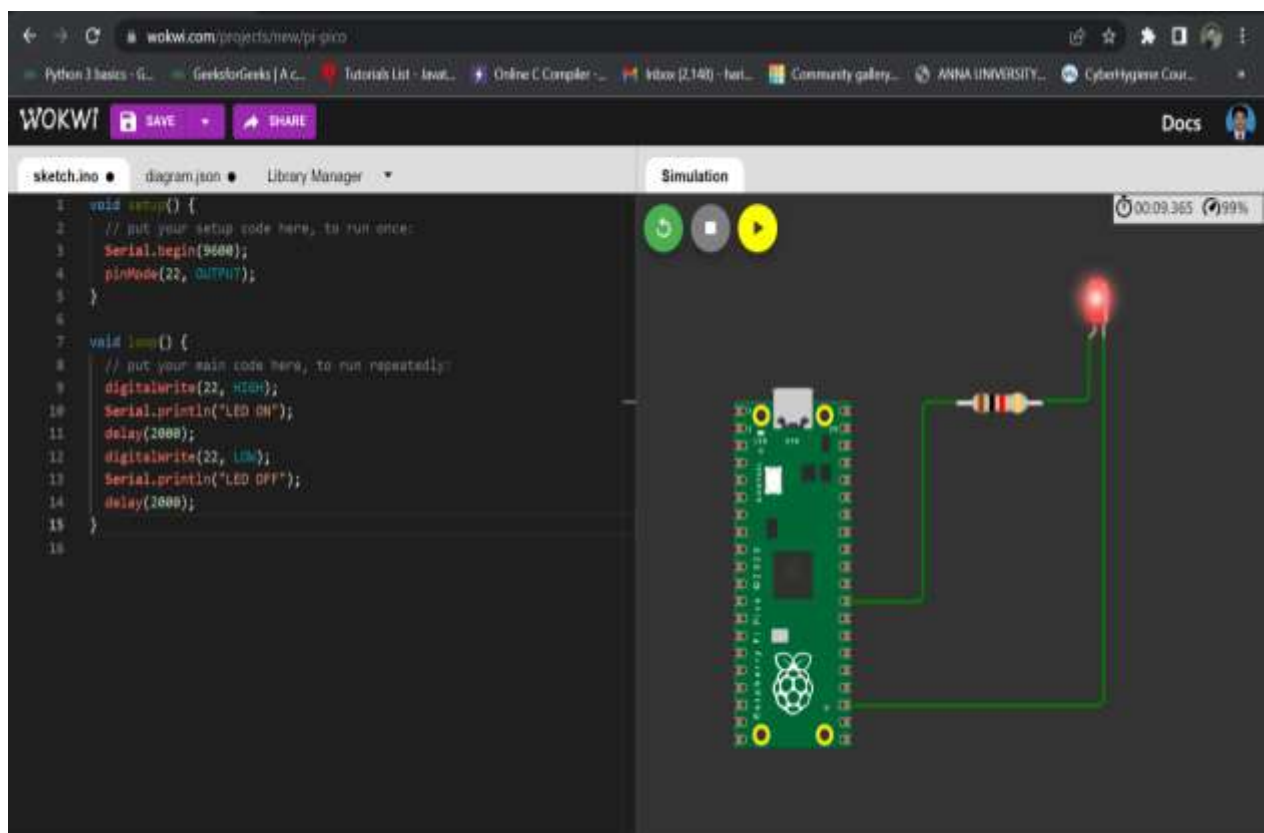 wokwi.com/projects/new/pi-pico
Python 3 basics - G... GeeksforGeeks | A c... Tutorials List - Javat... Online C Compiler -... Inbox (2,140) - hari... Community gallery... ANNA UNIVERSITY... CyberHygiene Cour...
WOKWI SAVE SHARE Docs
sketch.ino diagram.json Library Manager Simulation
00:09.365 99%
1 void setup() {
2 // put your setup code here, to run once:
3 Serial.begin(9600);
4 pinMode(22, OUTPUT);
5 }
6
7 void loop() {
8 // put your main code here, to run repeatedly:
9 digitalWrite(22, HIGH);
10 Serial.println("LED ON");
11 delay(2000);
12 digitalWrite(22, LOW);
13 Serial.println("LED OFF");
14 delay(2000);
15 }
16
Raspberry Pi Pico ©2020